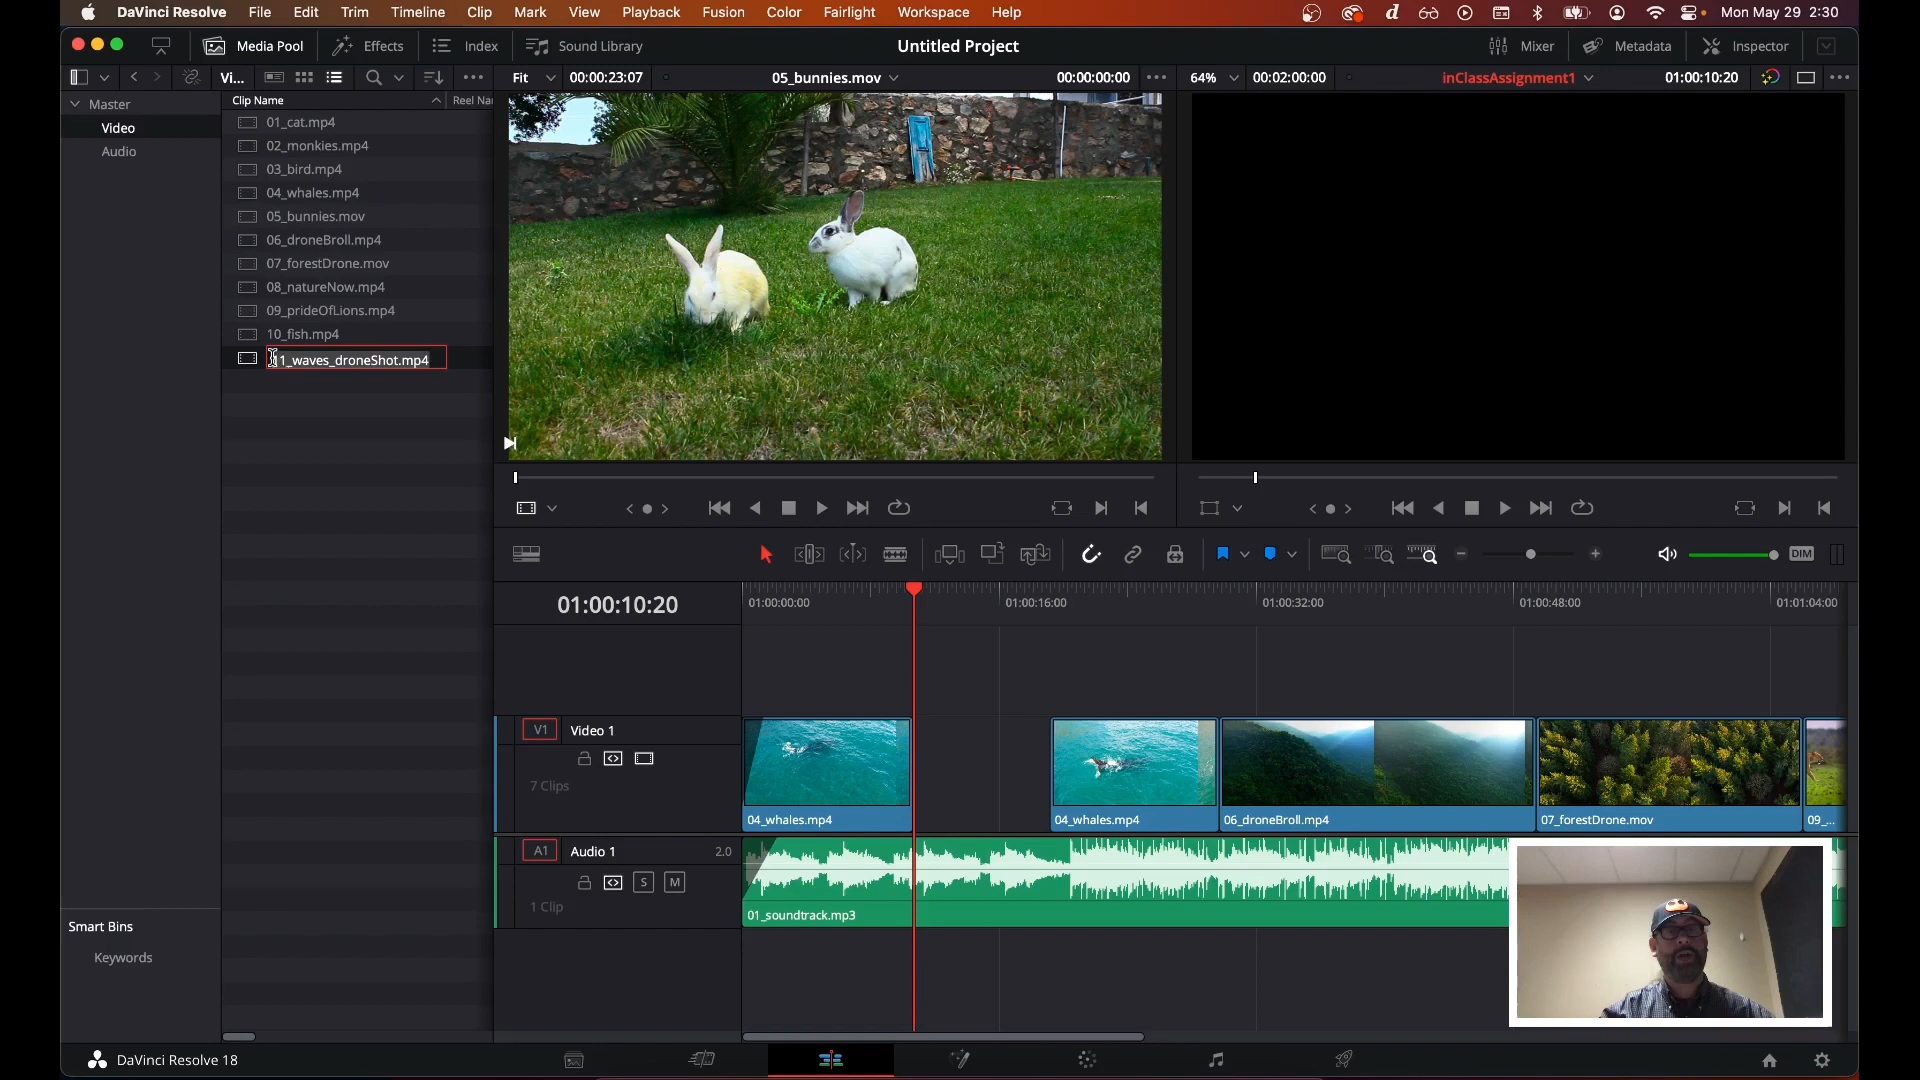 DaVinci Resolve File Edit Trim Timeline Clip Mark View Playback Fusion Color Fairlight Workspace Help Mon May 29 2:30
Media Pool Effects Index Sound Library Untitled Project Mixer Metadata Inspector
Vi... Fit 00:00:23:07 05_bunnies.mov 00:00:00:00 64% 00:02:00:00 inClassAssignment1 01:00:10:20
Master
Video
Audio
Clip Name Reel Na
01_cat.mp4
02_monkies.mp4
03_bird.mp4
04_whales.mp4
05_bunnies.mov
06_droneBroll.mp4
07_forestDrone.mov
08_natureNow.mp4
09_prideOfLions.mp4
10_fish.mp4
11_waves_droneShot.mp4
DIM
01:00:10:20 01:00:00:00 01:00:16:00 01:00:32:00 01:00:48:00 01:01:04:00
V1 Video 1
7 Clips
04_whales.mp4 04_whales.mp4 06_droneBroll.mp4 07_forestDrone.mov 09_...
A1 Audio 1 2.0
S M
1 Clip
01_soundtrack.mp3
Smart Bins
Keywords
DaVinci Resolve 18